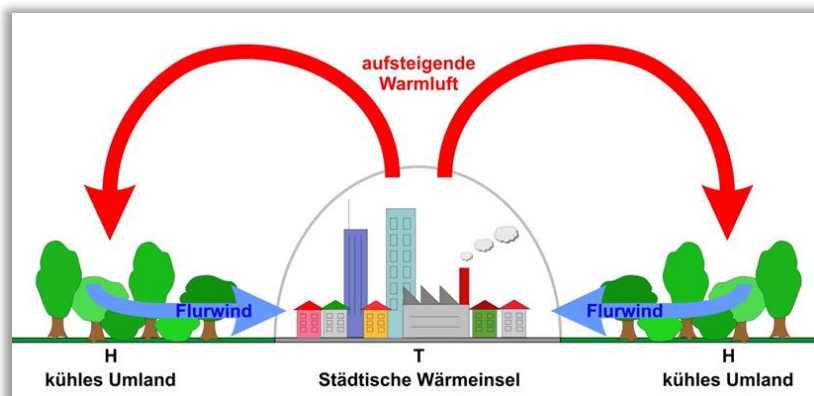 aufsteigende
Warmluft
Flurwind
Flurwind
H
T
H
kühles Umland
Städtische Wärmeinsel
kühles Umland